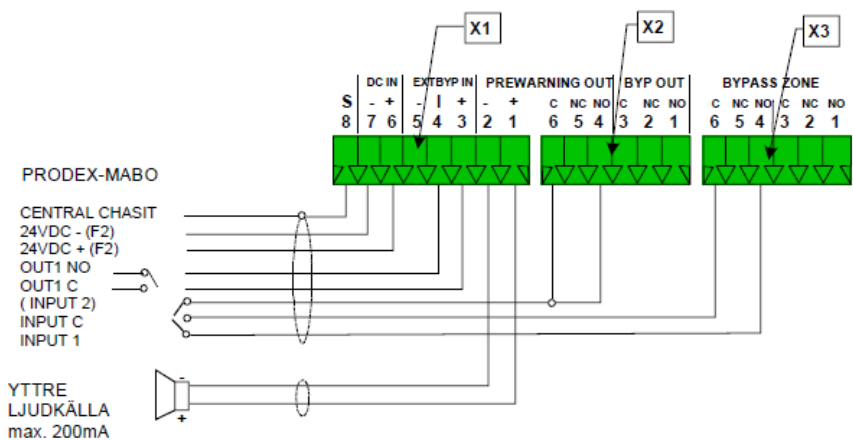 X1
X2
X3
DC IN
EXTBYP IN
PREWARNING OUT
BYP OUT
BYPASS ZONE
S - + - I + - + C NC NO C NC NO C NC NO C NC NO
8 7 6 5 4 3 2 1 6 5 4 3 2 1 6 5 4 3 2 1
PRODEX-MABO
CENTRAL CHASIT
24VDC - (F2)
24VDC + (F2)
OUT1 NO
OUT1 C
( INPUT 2)
INPUT C
INPUT 1
-
YTTRE
LJUDKÄLLA
+
max. 200mA